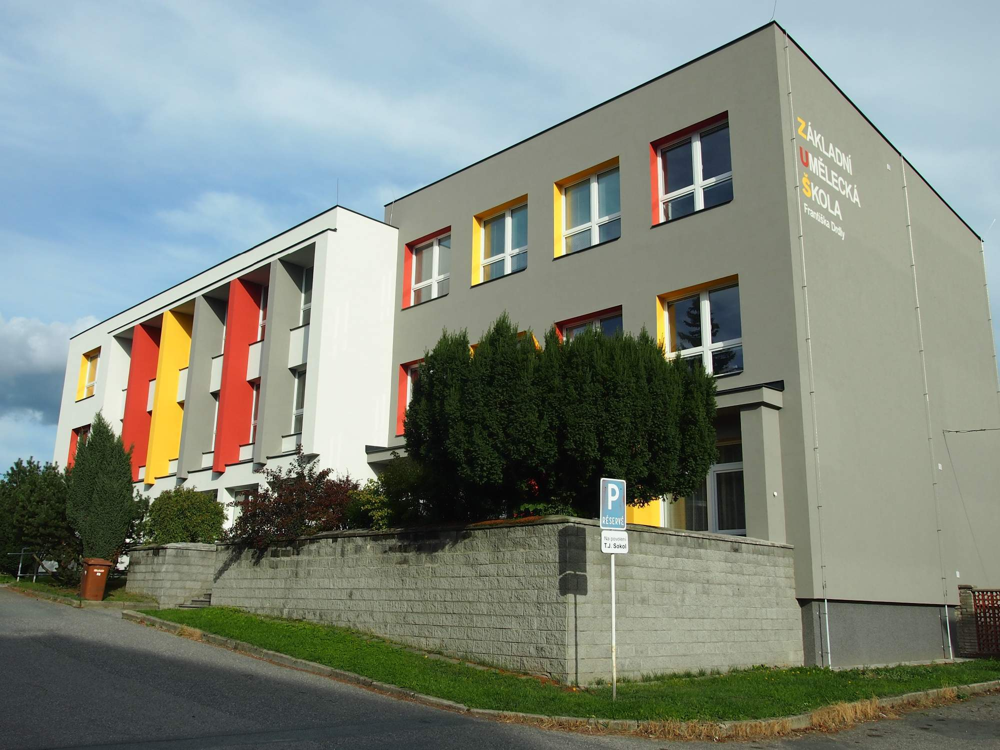 ZÁKLADNÍ
UMĚLECKÁ
ŠKOLA
Františka Drdly
P
RÉSERVÉ
Na povolení
T.J. Sokol